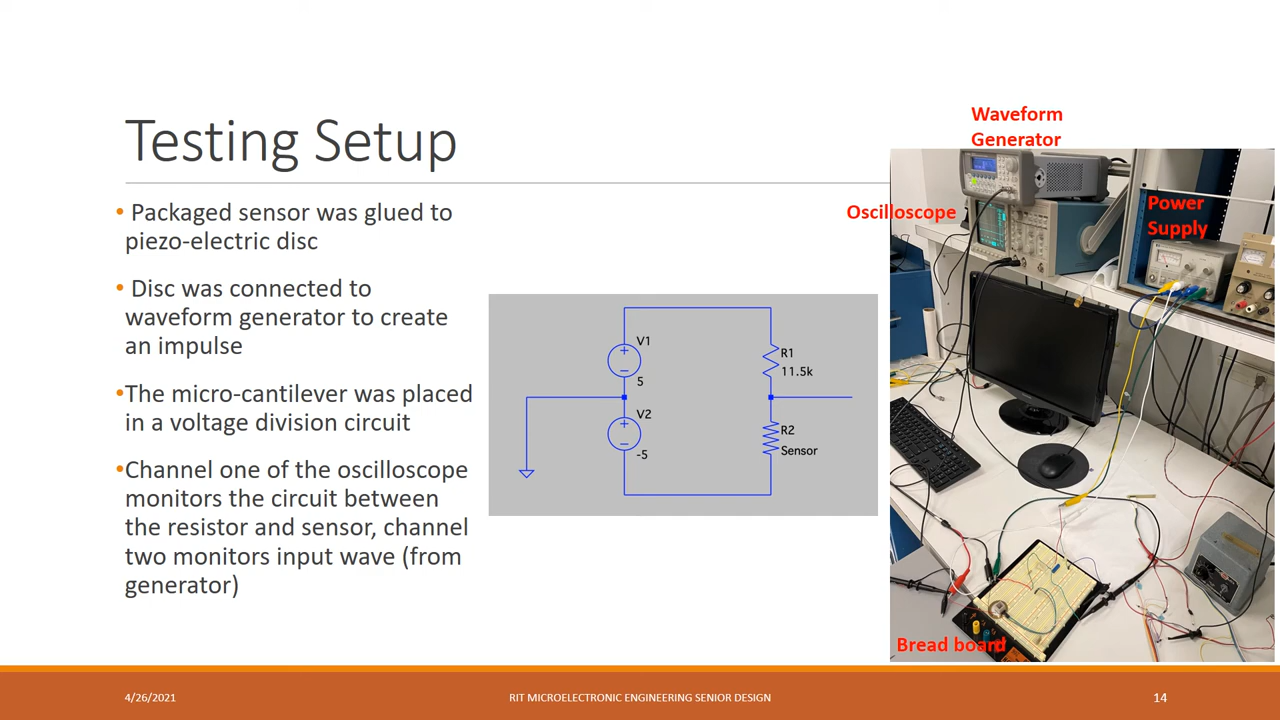 Testing Setup
• Packaged sensor was glued to
piezo-electric disc
• Disc was connected to
waveform generator to create
an impulse
•The micro-cantilever was placed
in a voltage division circuit
•Channel one of the oscilloscope
monitors the circuit between
the resistor and sensor, channel
two monitors input wave (from
generator)
V1
5
V2
-5
R1
11.5k
R2
Sensor
Waveform
Generator
Oscilloscope
Power
Supply
Bread board
4/26/2021
RIT MICROELECTRONIC ENGINEERING SENIOR DESIGN
14